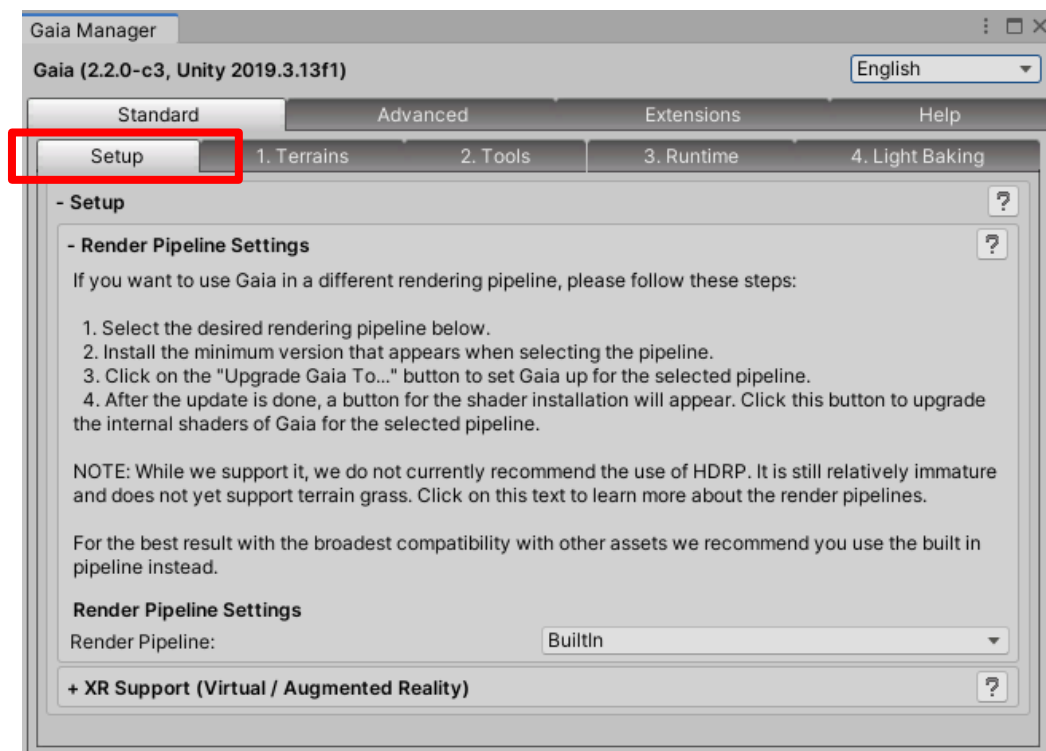 Gaia Manager
Gaia (2.2.0-c3, Unity 2019.3.13f1)
English
Standard
Advanced
Extensions
Help
Setup
1. Terrains
2. Tools
3. Runtime
4. Light Baking
- Setup
?
- Render Pipeline Settings
?
If you want to use Gaia in a different rendering pipeline, please follow these steps:
1. Select the desired rendering pipeline below.
2. Install the minimum version that appears when selecting the pipeline.
3. Click on the "Upgrade Gaia To..." button to set Gaia up for the selected pipeline.
4. After the update is done, a button for the shader installation will appear. Click this button to upgrade
the internal shaders of Gaia for the selected pipeline.
NOTE: While we support it, we do not currently recommend the use of HDRP. It is still relatively immature
and does not yet support terrain grass. Click on this text to learn more about the render pipelines.
For the best result with the broadest compatibility with other assets we recommend you use the built in
pipeline instead.
Render Pipeline Settings
Render Pipeline:
BuiltIn
+ XR Support (Virtual / Augmented Reality)
?